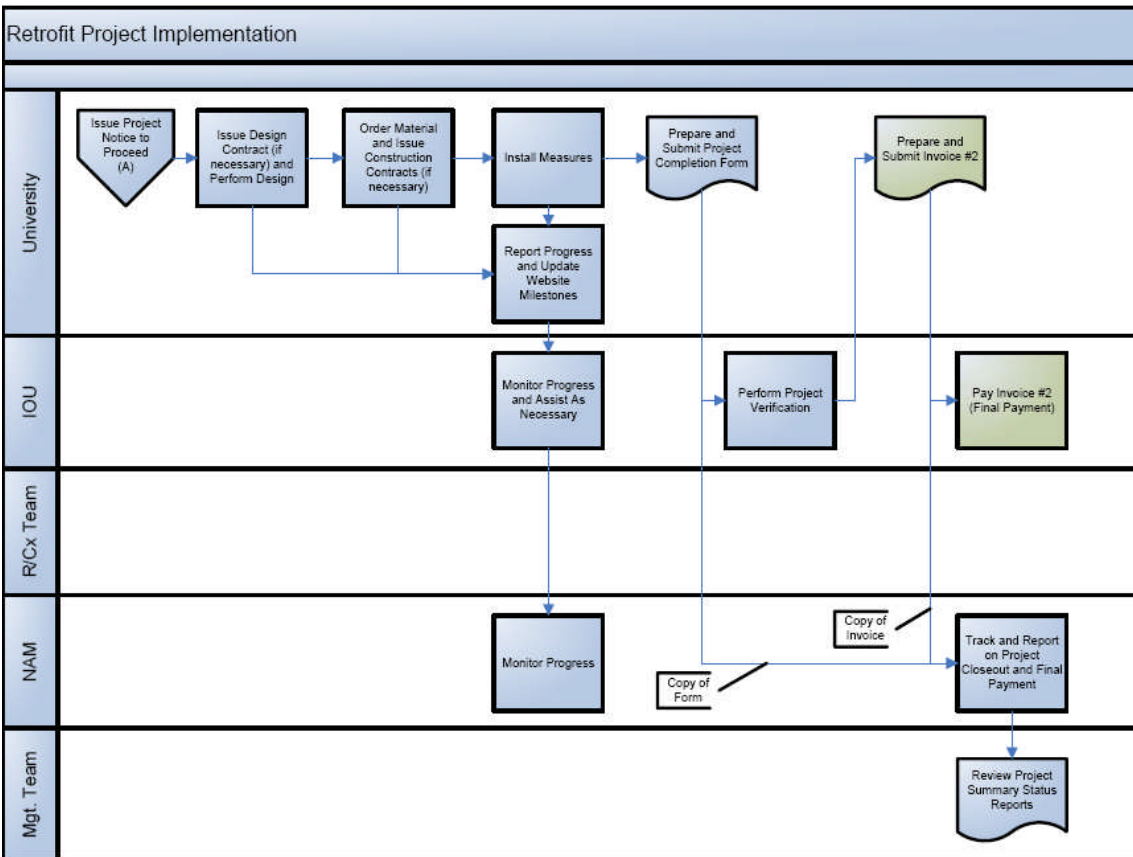 Retrofit Project Implementation
University
Issue Project
Notice to
Proceed
(A)
Issue Design
Contract (if
necessary) and
Perform Design
Order Material
and Issue
Construction
Contracts (if
necessary)
Install Measures
Prepare and
Submit Project
Completion Form
Prepare and
Submit Invoice #2
Report Progress
and Update
Website
Milestones
IOU
Monitor Progress
and Assist As
Necessary
Perform Project
Verification
Pay Invoice #2
(Final Payment)
R/Cx Team
NAM
Monitor Progress
Copy of
Form
Copy of
Invoice
Track and Report
on Project
Closeout and Final
Payment
Mgt. Team
Review Project
Summary Status
Reports